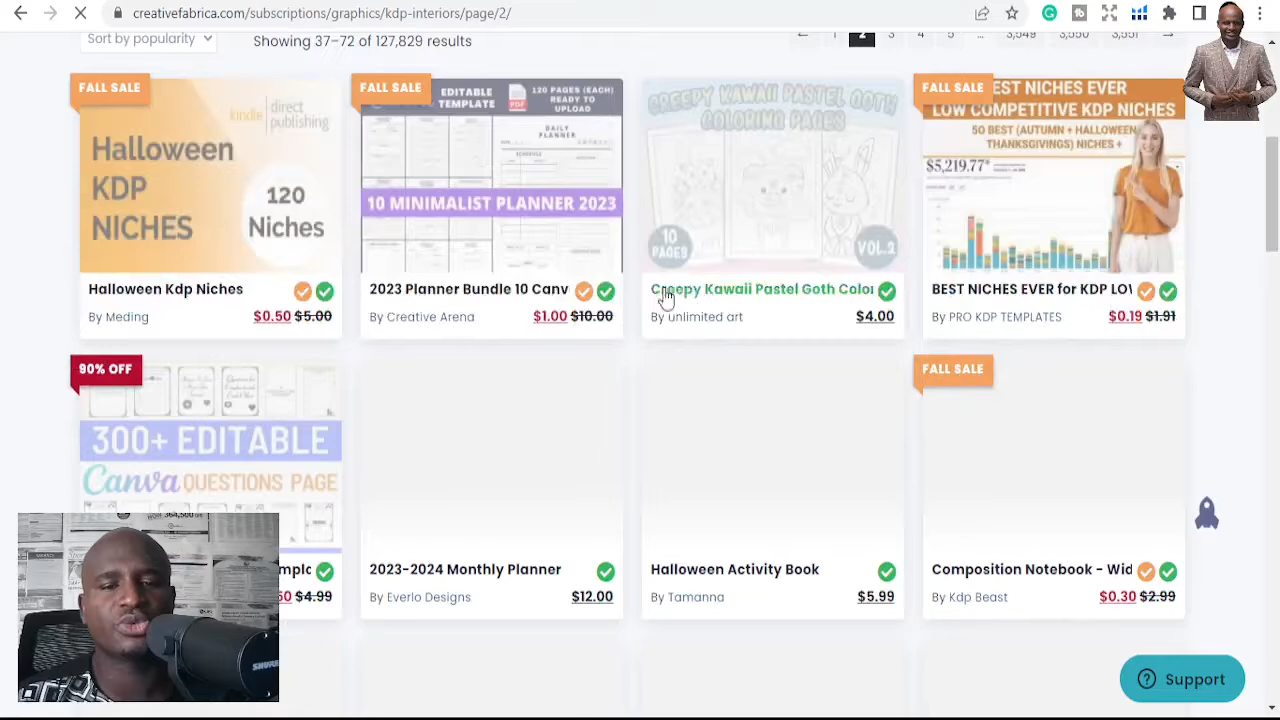 creativefabrica.com/subscriptions/graphics/kdp-interiors/page/2/
Sort by popularity
Showing 37–72 of 127,829 results
1 2 3 4 5 ... 3,549 3,550 3,551
FALL SALE
kindle direct publishing
Halloween
KDP
NICHES
120
Niches
Halloween Kdp Niches
By Meding
$0.50 $5.00
FALL SALE
EDITABLE
TEMPLATE
PDF
120 PAGES (EACH)
READY TO
UPLOAD
DAILY
PLANNER
10 MINIMALIST PLANNER 2023
2023 Planner Bundle 10 Canv
By Creative Arena
$1.00 $10.00
CREEPY KAWAII PASTEL GOTH
COLORING PAGES
10
PAGES
VOL.2
Creepy Kawaii Pastel Goth Color
By unlimited art
$4.00
FALL SALE
BEST NICHES EVER
LOW COMPETITIVE KDP NICHES
50 BEST (AUTUMN + HALLOWEEN
THANKSGIVING) NICHES +
$5,219.77*
BEST NICHES EVER for KDP LOW
By PRO KDP TEMPLATES
$0.19 $1.91
90% OFF
300+ EDITABLE
Canva QUESTIONS PAGE
$4.99
2023-2024 Monthly Planner
By Everlo Designs
$12.00
Halloween Activity Book
By Tamanna
$5.99
FALL SALE
Composition Notebook - Wid
By Kdp Beast
$0.30 $2.99
Support